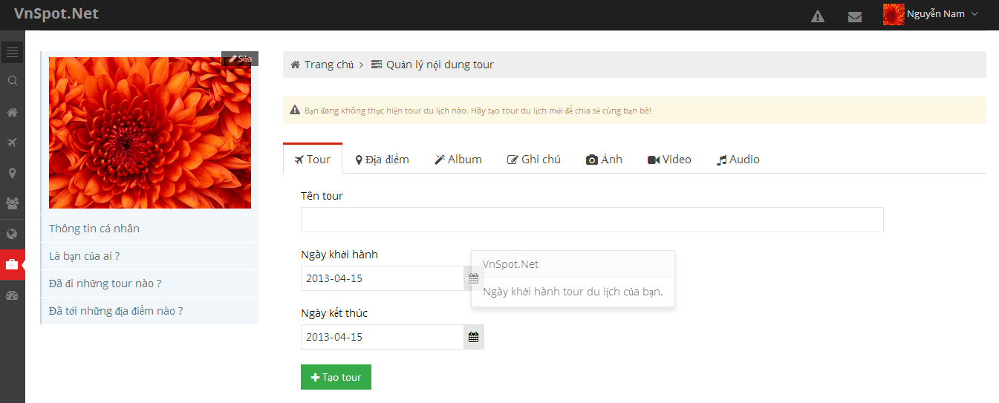 VnSpot.Net
Nguyễn Nam
Sửa
Thông tin cá nhân
Là bạn của ai ?
Đã đi những tour nào ?
Đã tới những địa điểm nào ?
Trang chủ > Quản lý nội dung tour
Bạn đang không thực hiện tour du lịch nào. Hãy tạo tour du lịch mới để chia sẻ cùng bạn bè!
Tour Địa điểm Album Ghi chú Ảnh Video Audio
Tên tour
Ngày khởi hành
2013-04-15
VnSpot.Net
Ngày khởi hành tour du lịch của bạn.
Ngày kết thúc
2013-04-15
Tạo tour